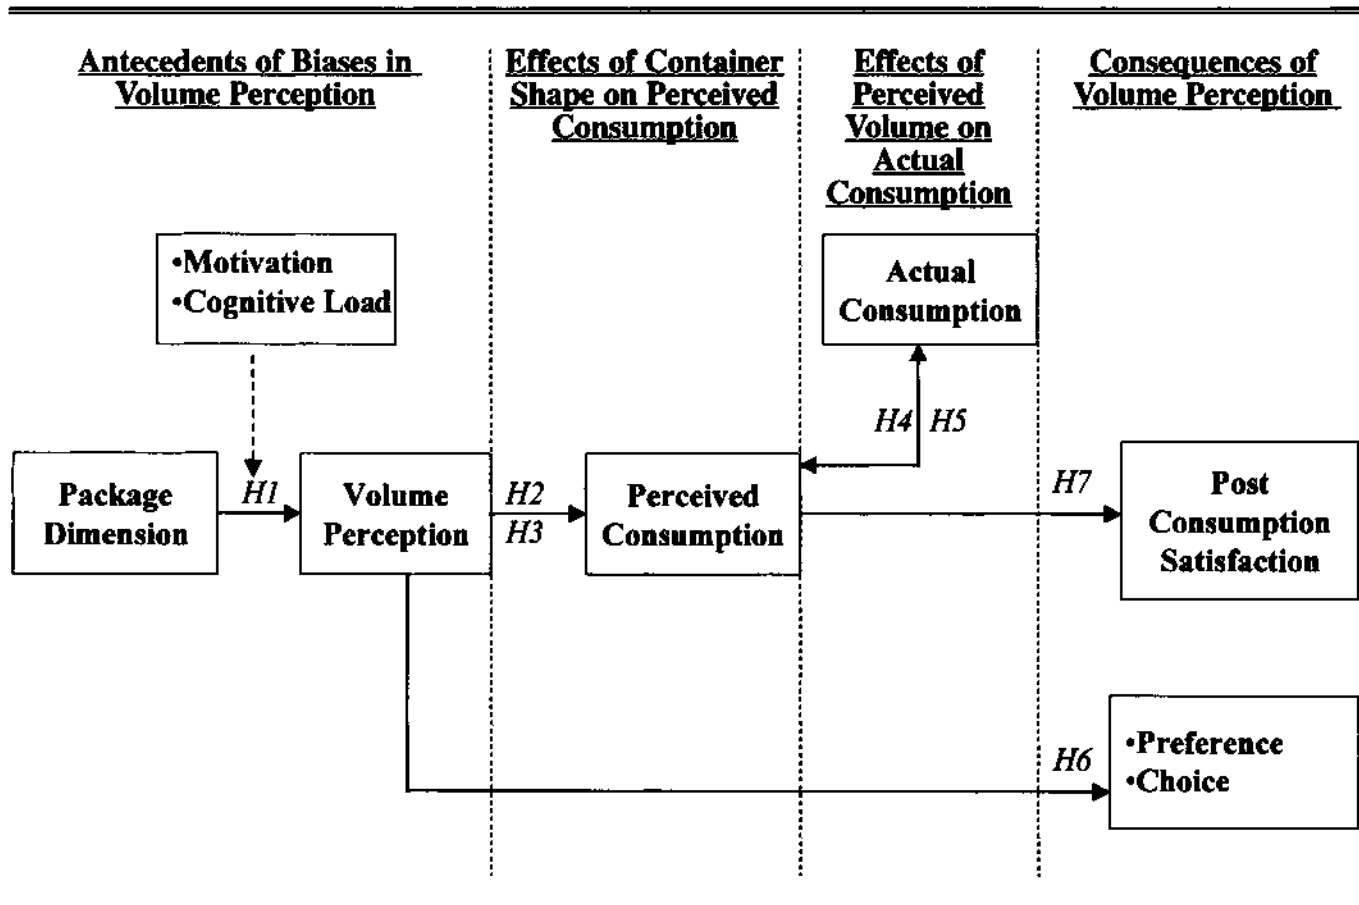 Antecedents of Biases in
Volume Perception
Effects of Container
Shape on Perceived
Consumption
Effects of
Perceived
Volume on
Actual
Consumption
Consequences of
Volume Perception
•Motivation
•Cognitive Load
Actual
Consumption
H4 H5
Package
Dimension
H1
Volume
Perception
H2
H3
Perceived
Consumption
H7
Post
Consumption
Satisfaction
H6
•Preference
•Choice